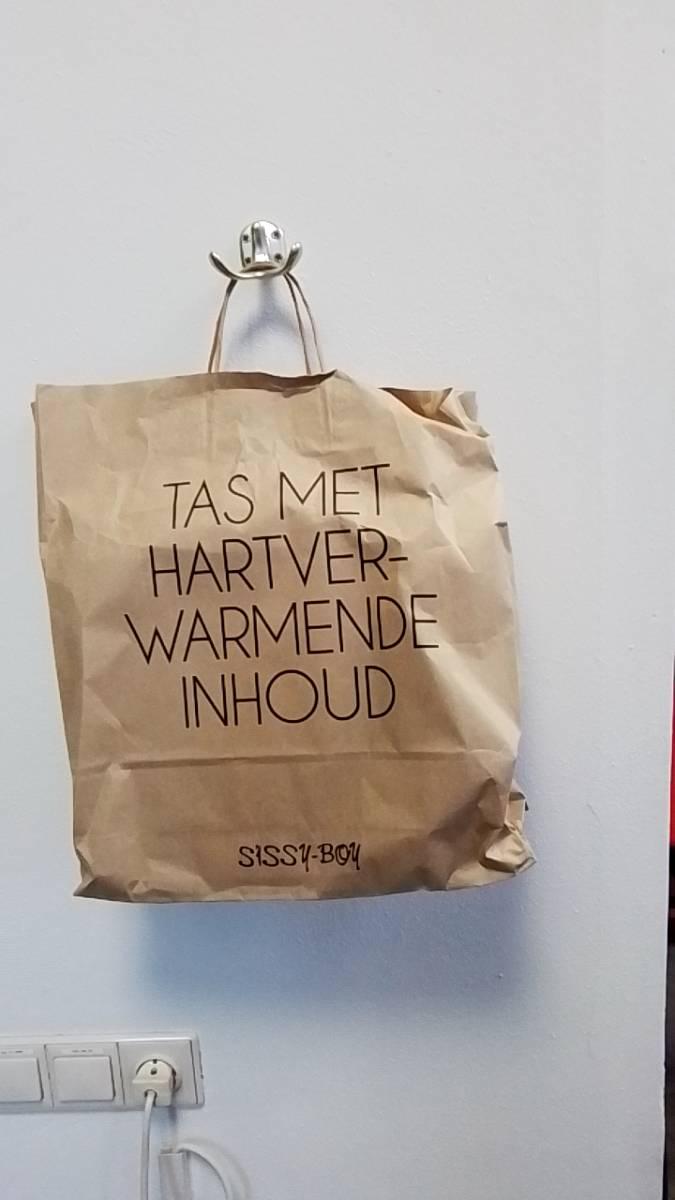 TAS MET
HARTVER-
WARMENDE
INHOUD
SISSY-BOY